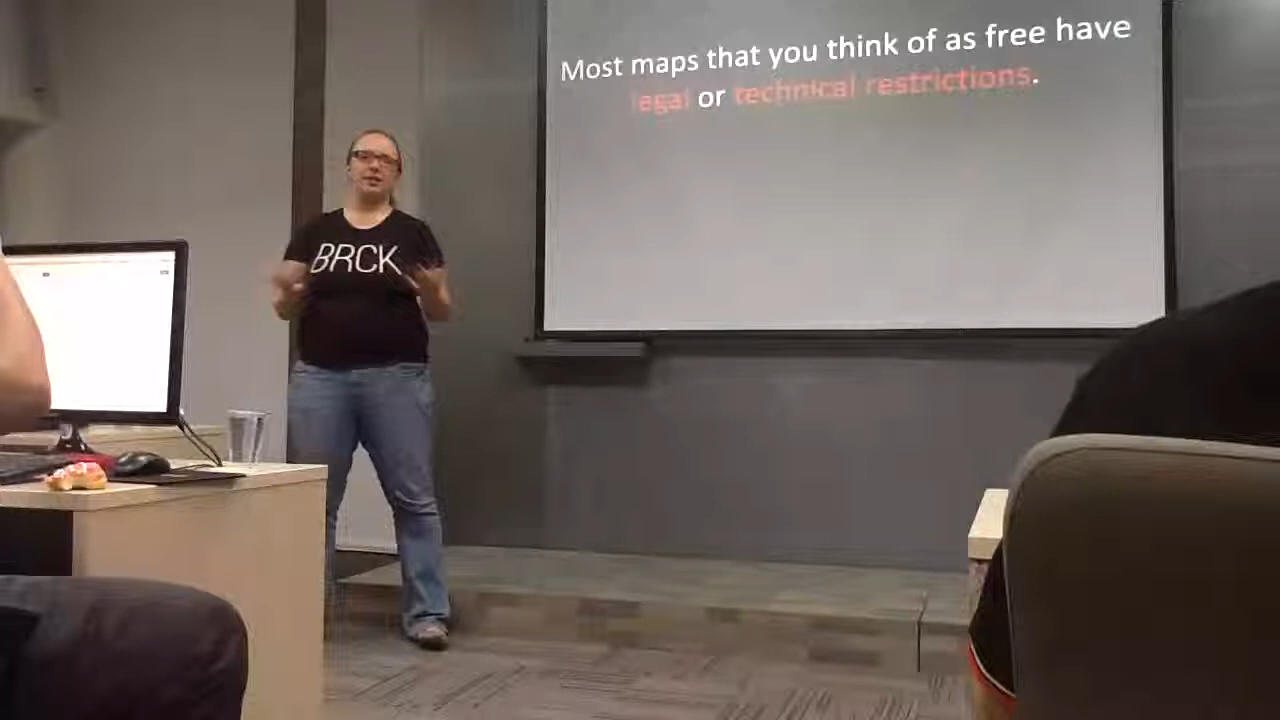 Most maps that you think of as free have
legal or technical restrictions.
BRCK